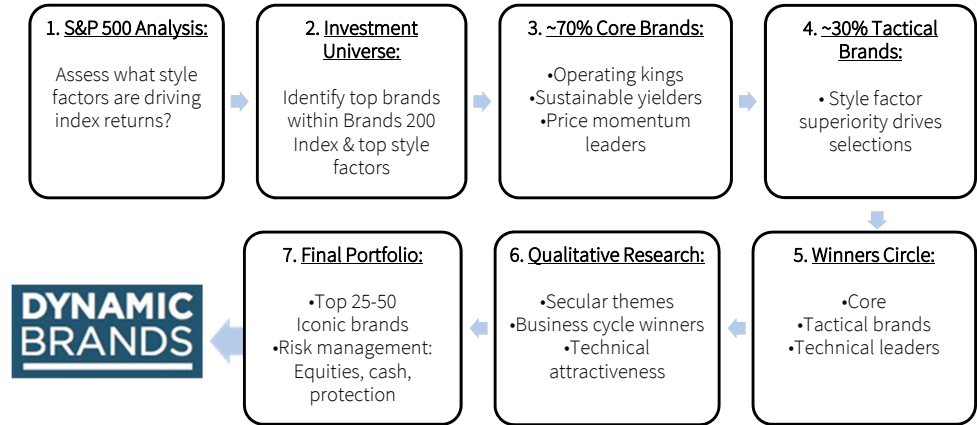 1. S&P 500 Analysis:
Assess what style
factors are driving
index returns?
2. Investment
Universe:
Identify top brands
within Brands 200
Index & top style
factors
3. ~70% Core Brands:
•Operating kings
•Sustainable yielders
•Price momentum
leaders
4. ~30% Tactical
Brands:
• Style factor
superiority drives
selections
5. Winners Circle:
•Core
•Tactical brands
•Technical leaders
6. Qualitative Research:
•Secular themes
•Business cycle winners
•Technical
attractiveness
7. Final Portfolio:
•Top 25-50
Iconic brands
•Risk management:
Equities, cash,
protection
DYNAMIC
BRANDS